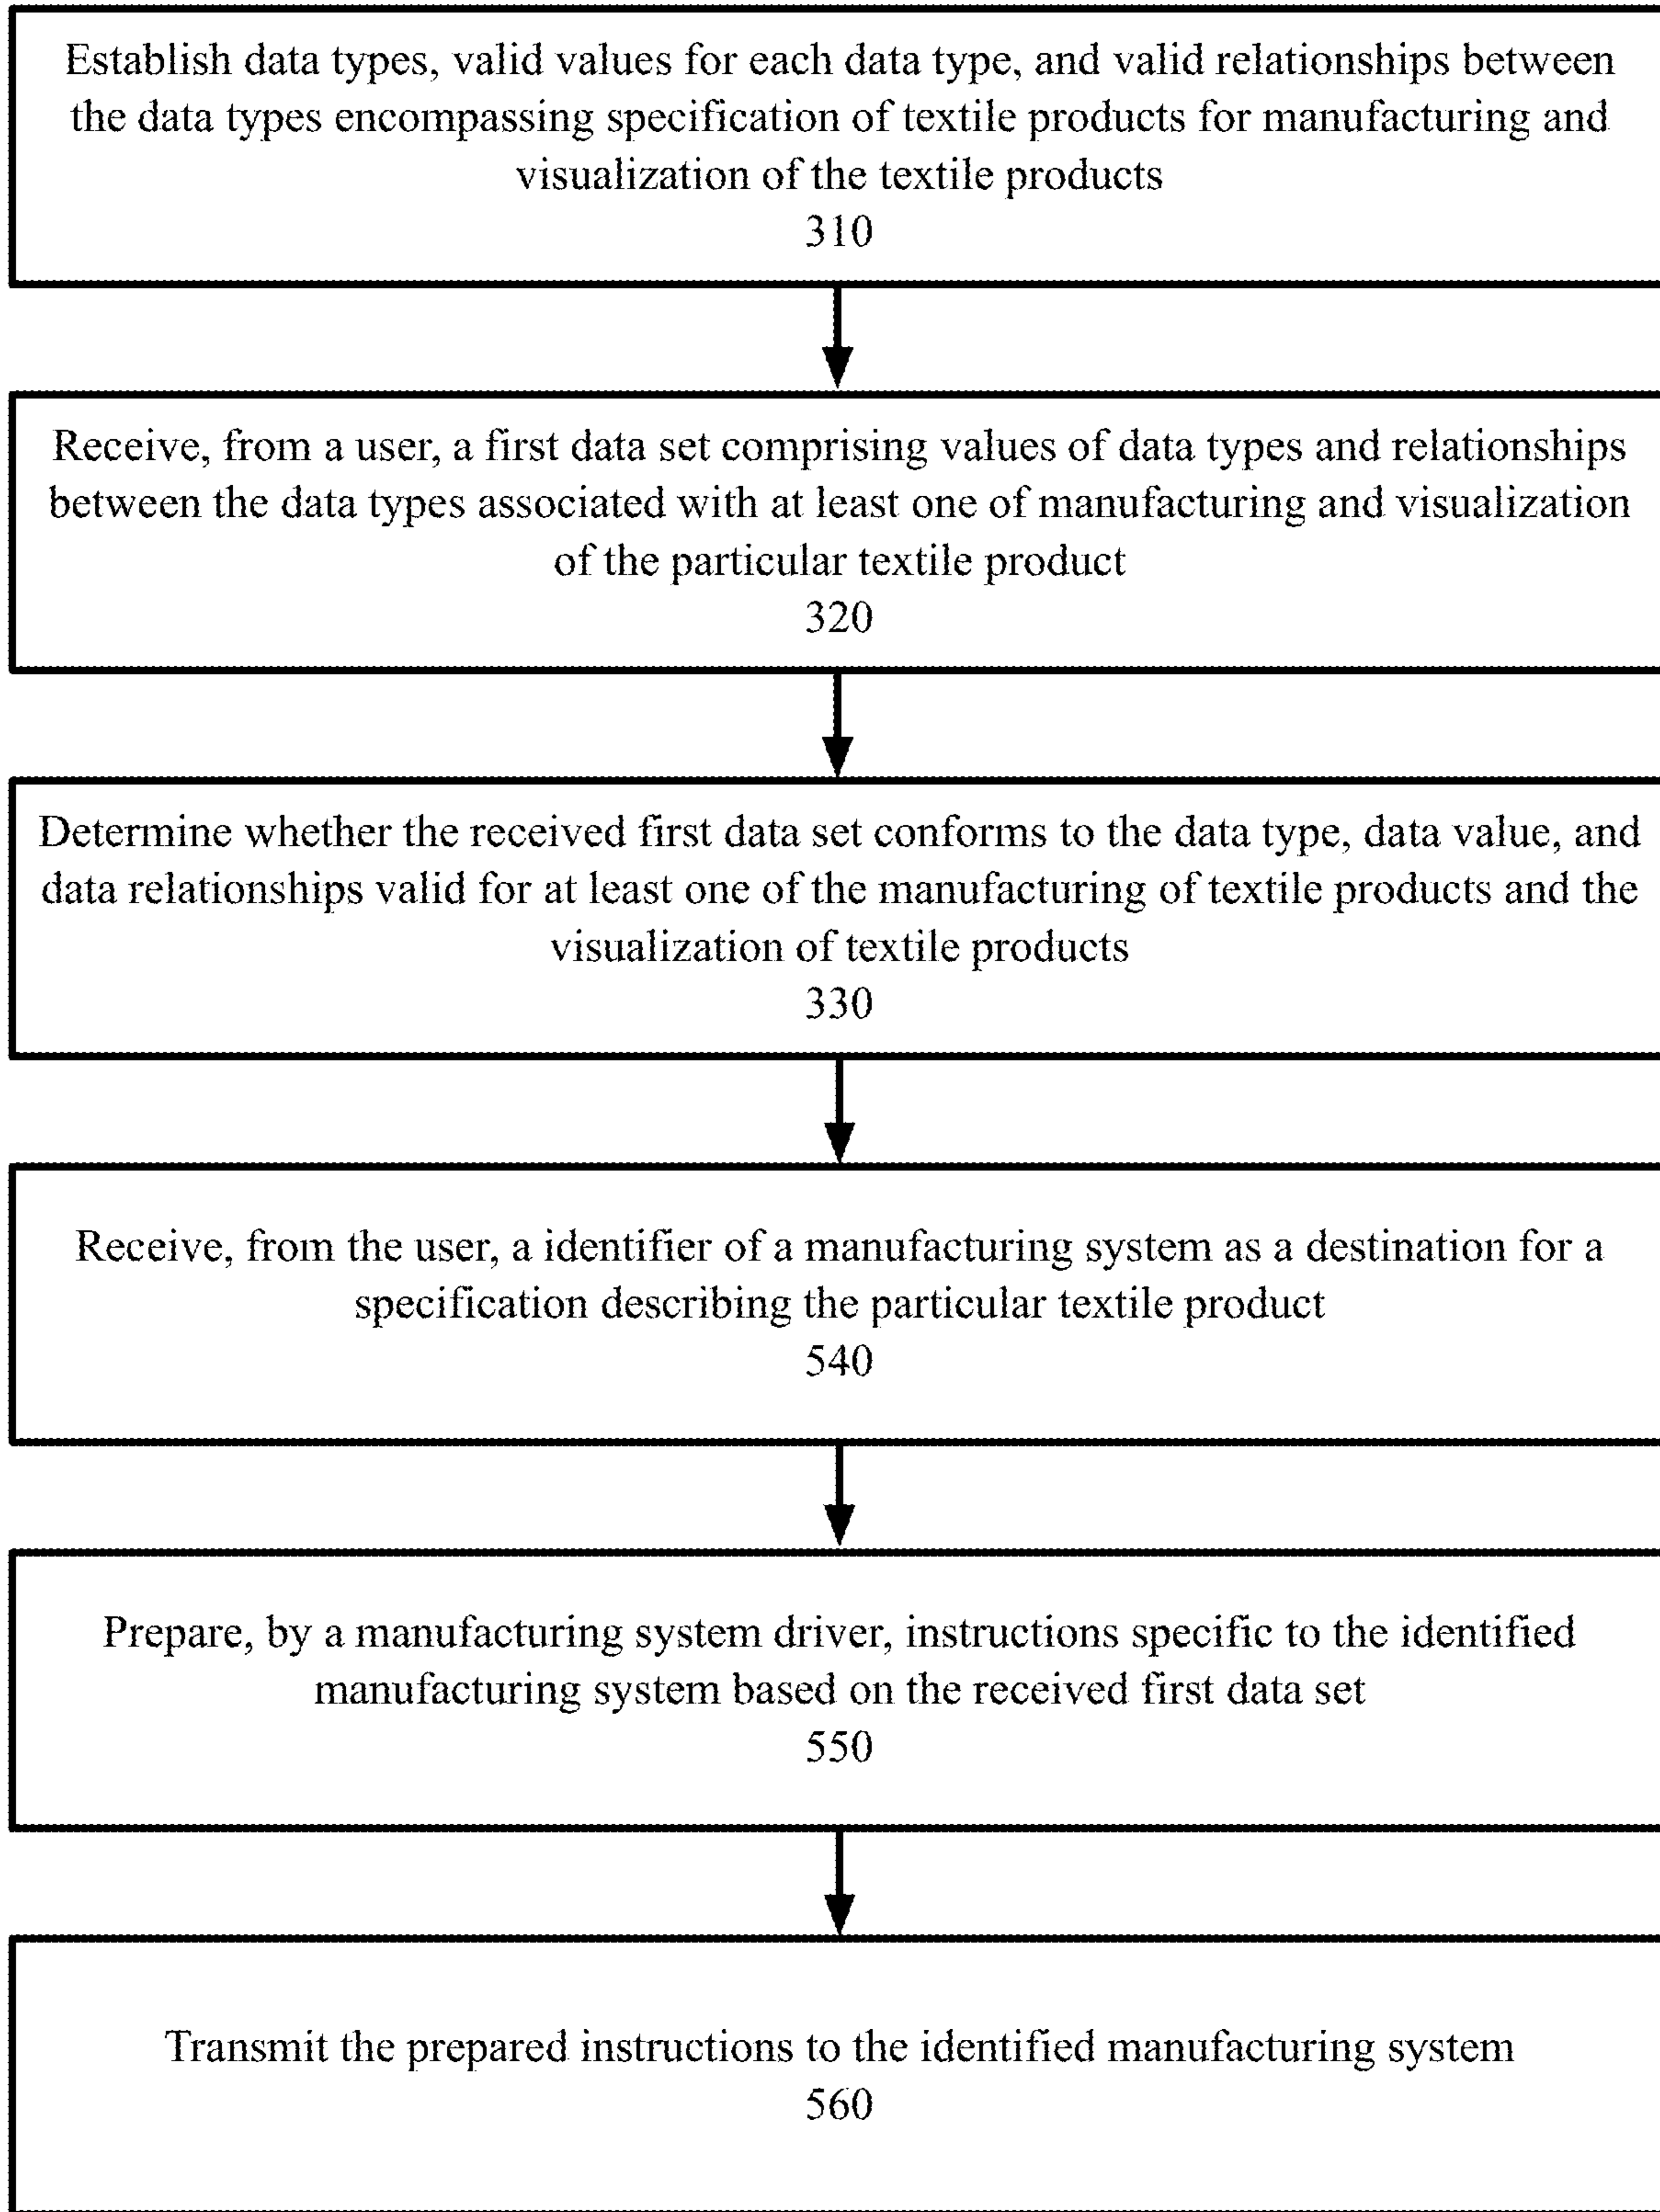 Establish data types, valid values for each data type, and valid relationships between
the data types encompassing specification of textile products for manufacturing and
visualization of the textile products
310
Receive, from a user, a first data set comprising values of data types and relationships
between the data types associated with at least one of manufacturing and visualization
of the particular textile product
320
Determine whether the received first data set conforms to the data type, data value, and
data relationships valid for at least one of the manufacturing of textile products and the
visualization of textile products
330
Receive, from the user, a identifier of a manufacturing system as a destination for a
specification describing the particular textile product
540
Prepare, by a manufacturing system driver, instructions specific to the identified
manufacturing system based on the received first data set
550
Transmit the prepared instructions to the identified manufacturing system
560